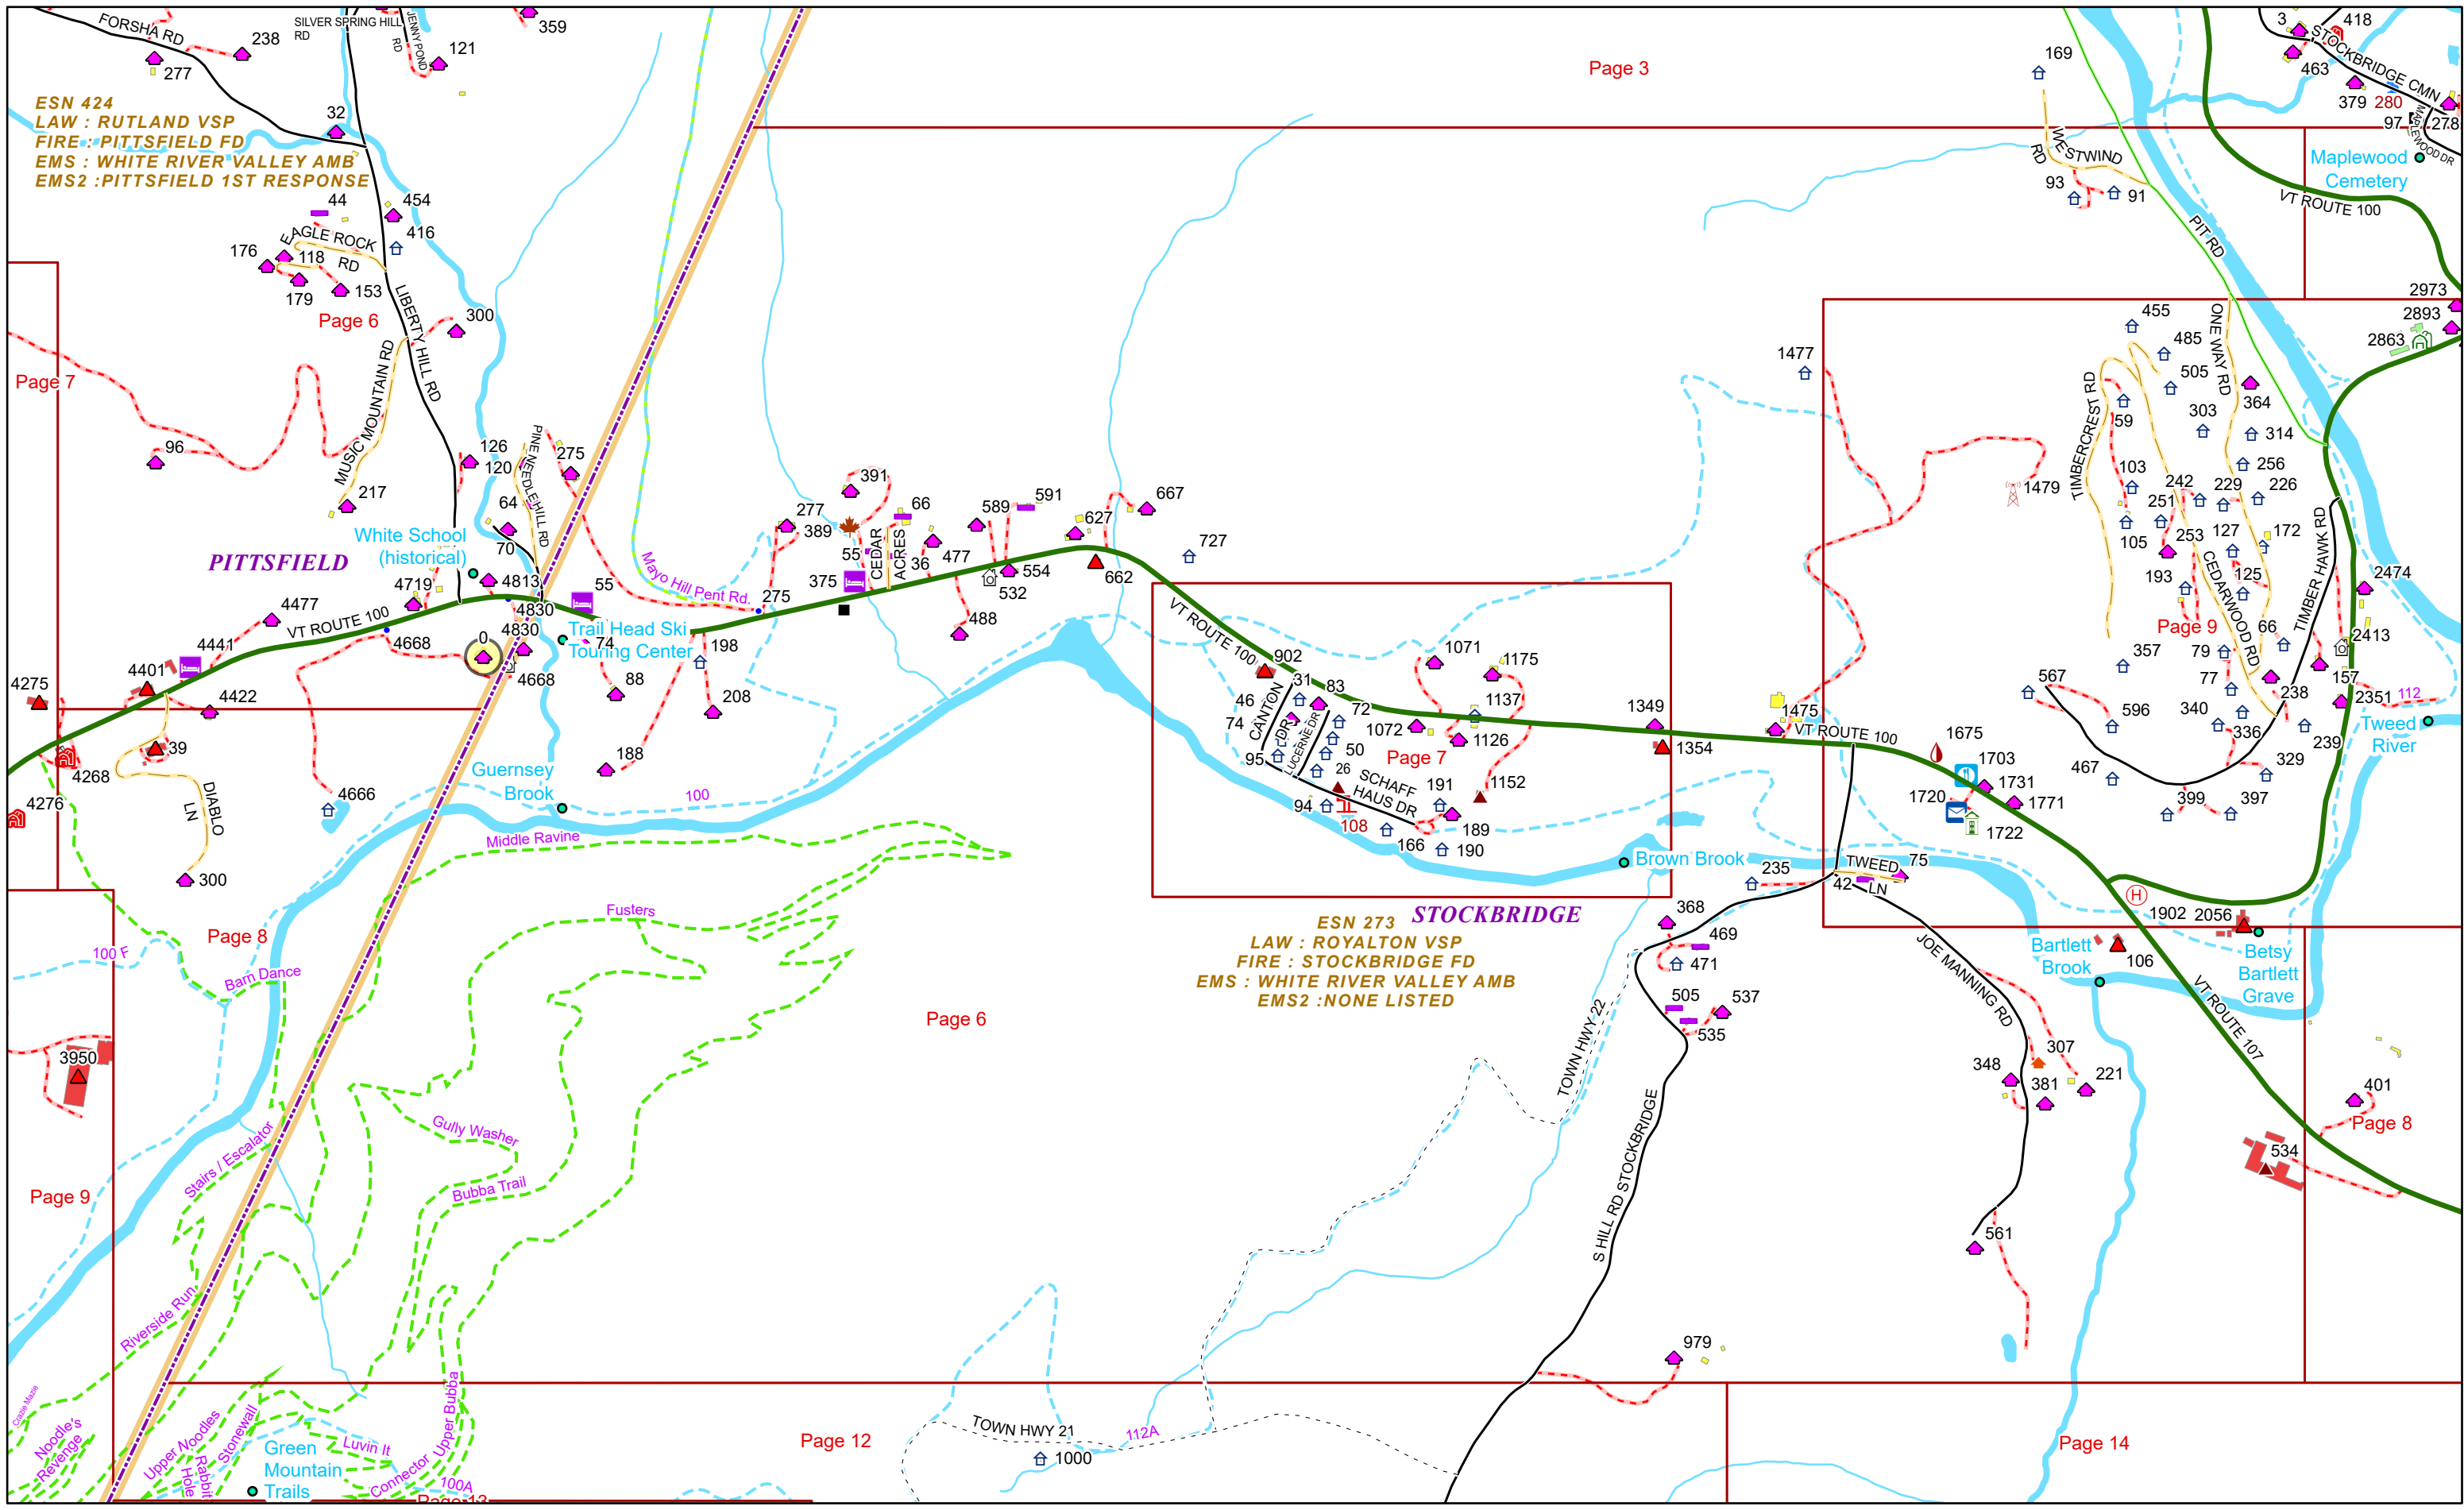 FORSHA RD
238
277
SILVER SPRING HILL
RD
JENNY POND
RD
121
359
Page 3
169
3
418
STOCKBRIDGE CMN
463
379
280
97
278
MAPLEWOOD DR
Maplewood
Cemetery
ESN 424
LAW : RUTLAND VSP
FIRE : PITTSFIELD FD
EMS : WHITE RIVER VALLEY AMB
EMS2 :PITTSFIELD 1ST RESPONSE
32
44
454
416
EAGLE ROCK
RD
176
118
179
153
Page 6
LIBERTY HILL RD
300
MUSIC MOUNTAIN RD
Page 7
96
217
126
120
PINE NEEDLE HILL RD
275
64
70
White School
(historical)
PITTSFIELD
4719
4813
4830
4830
55
4477
4441
4401
4275
4422
VT ROUTE 100
4668
0
4668
Trail Head Ski
Touring Center
74
88
198
208
188
39
4268
4276
DIABLO
LN
300
4666
Guernsey
Brook
100
Middle Ravine
Mayo Hill Pent Rd.
275
277
389
391
55
375
66
CEDAR
ACRES
36
477
589
591
554
532
488
627
662
667
727
WESTWIND
RD
93
91
PIT RD
VT ROUTE 100
2973
2893
2863
1477
1479
455
485
505
59
303
ONE WAY RD
364
314
256
226
229
242
103
251
105
253
127
172
125
193
TIMBERCREST RD
CEDARWOOD RD
TIMBER HAWK RD
Page 9
66
79
77
357
567
596
340
336
238
239
329
467
399
397
157
2474
2413
2351
112
Tweed
River
VT ROUTE 100
902
31
83
46
74
72
CANTON
DR
LUCERNE DR
95
50
26
94
108
SCHAFF
HAUS DR
166
191
189
190
1071
1175
1137
1072
1126
Page 7
1152
1349
1354
1475
VT ROUTE 100
1675
1703
1731
1771
1720
1722
Brown Brook
235
TWEED
LN
75
42
H
1902
2056
Betsy
Bartlett
Grave
Bartlett
Brook
106
VT ROUTE 107
STOCKBRIDGE
ESN 273
LAW : ROYALTON VSP
FIRE : STOCKBRIDGE FD
EMS : WHITE RIVER VALLEY AMB
EMS2 :NONE LISTED
368
469
471
505
537
535
TOWN HWY 22
S HILL RD STOCKBRIDGE
JOE MANNING RD
307
348
381
221
561
401
Page 8
534
Page 8
100 F
Barn Dance
Fusters
Page 6
3950
Gully Washer
Bubba Trail
Stairs / Escalator
Page 9
Riverside Run
979
Crazie Mazie
Noodle's
Revenge
Upper Noodles
Rabbit
Hole
Stonewall
Green
Mountain
Trails
Luvin It
Connector
Upper Bubba
100A
Page 13
Page 12
TOWN HWY 21
112A
1000
Page 14